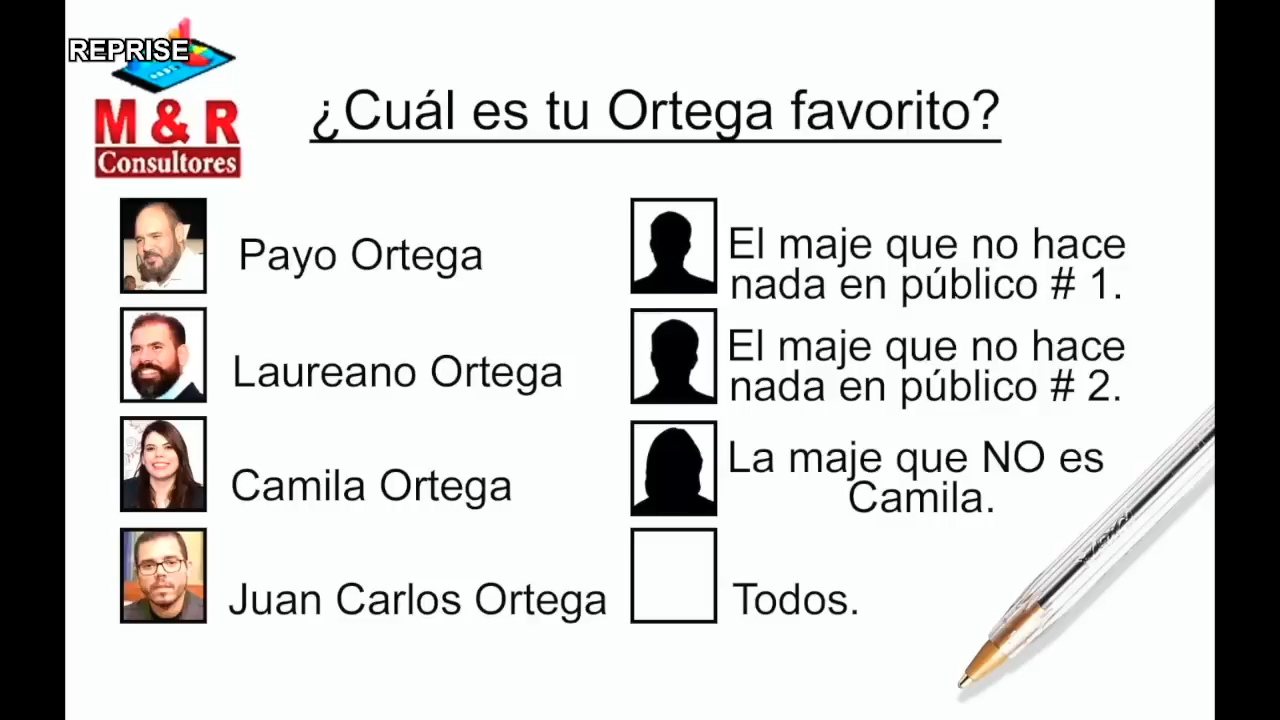 REPRISE
M & R
Consultores
¿Cuál es tu Ortega favorito?
Payo Ortega
Laureano Ortega
Camila Ortega
Juan Carlos Ortega
El maje que no hace
nada en público # 1.
El maje que no hace
nada en público # 2.
La maje que NO es
Camila.
Todos.